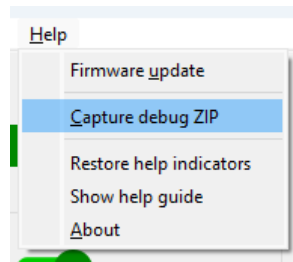 Help
Firmware update
Capture debug ZIP
Restore help indicators
Show help guide
About